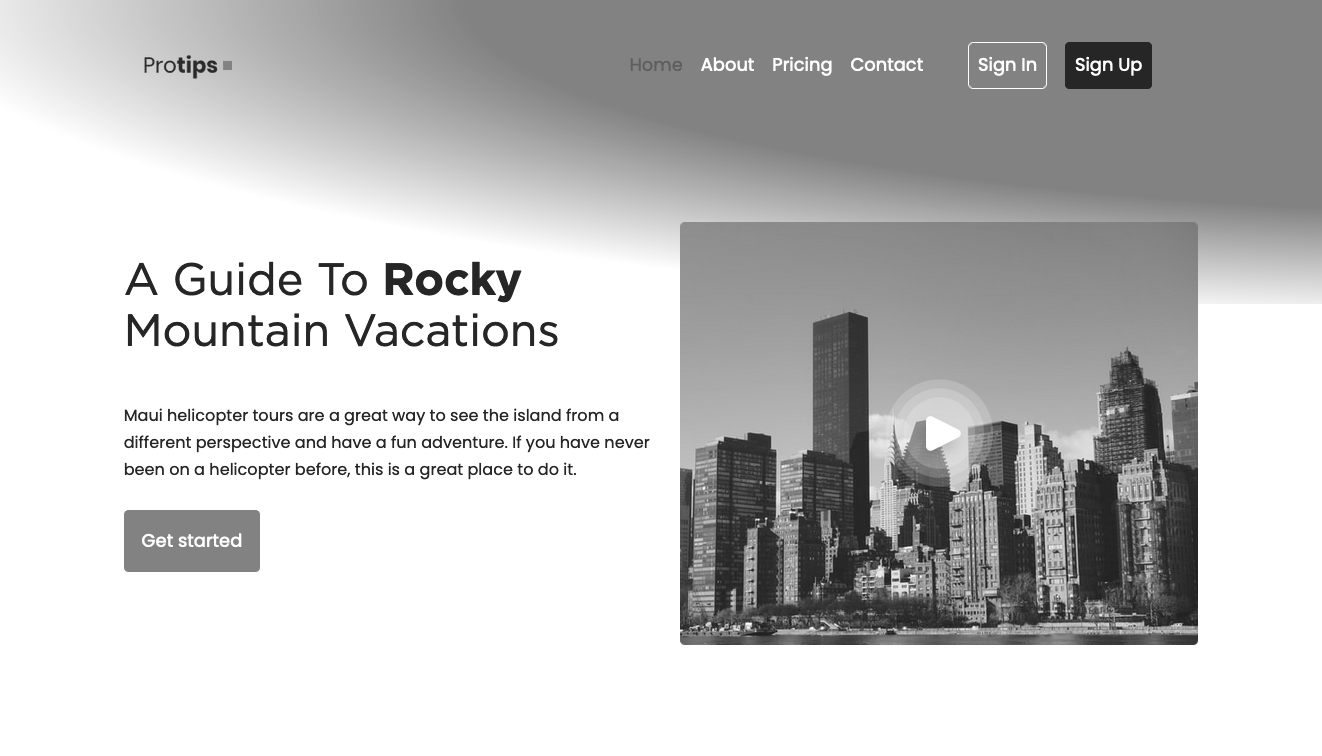 Protips
Home About Pricing Contact Sign In Sign Up
A Guide To Rocky
Mountain Vacations
Maui helicopter tours are a great way to see the island from a
different perspective and have a fun adventure. If you have never
been on a helicopter before, this is a great place to do it.
Get started